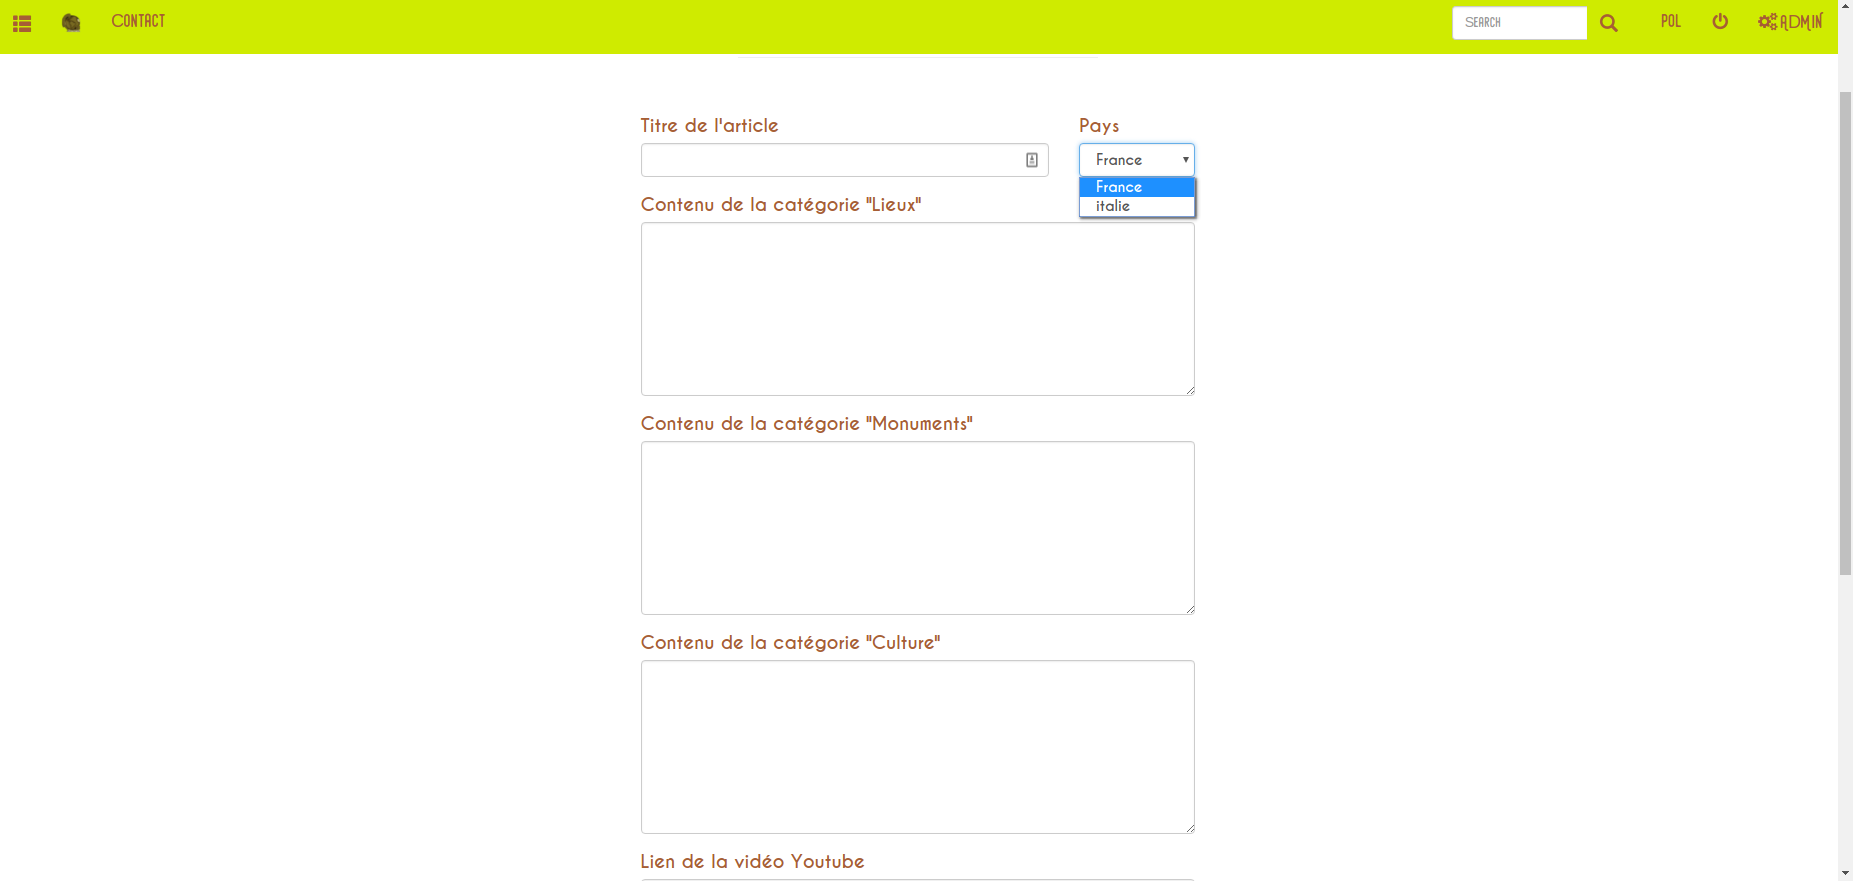 Contact
Search
Pol
Admin
Titre de l'article
Pays
France
France
italie
Contenu de la catégorie "Lieux"
Contenu de la catégorie "Monuments"
Contenu de la catégorie "Culture"
Lien de la vidéo Youtube